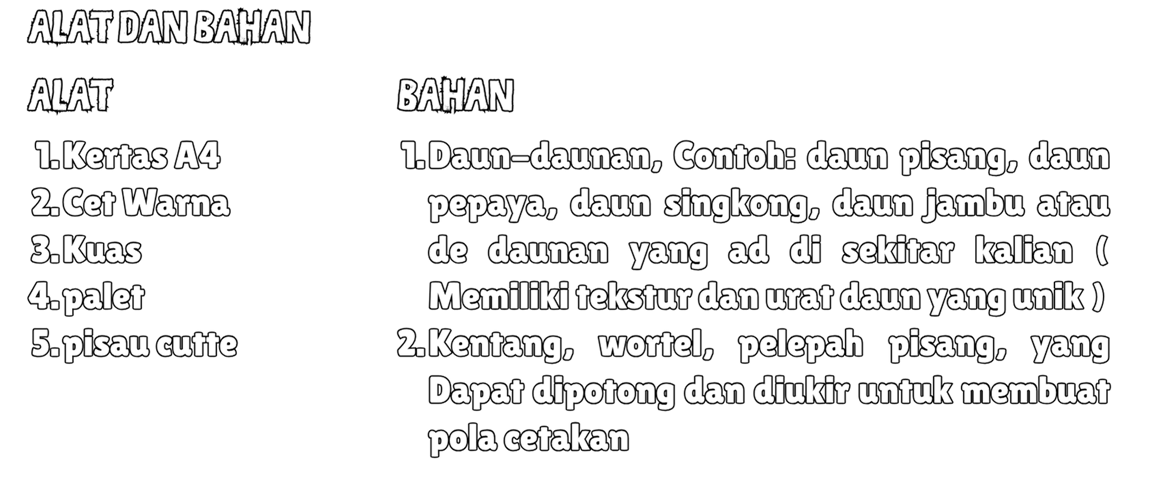 ALAT DAN BAHAN
ALAT
1. Kertas A4
2. Cet Warna
3. Kuas
4. palet
5. pisau cutte
BAHAN
1. Daun-daunan, Contoh: daun pisang, daun
pepaya, daun singkong, daun jambu atau
de daunan yang ad di sekitar kalian (
Memiliki tekstur dan urat daun yang unik )
2. Kentang, wortel, pelepah pisang, yang
Dapat dipotong dan diukir untuk membuat
pola cetakan